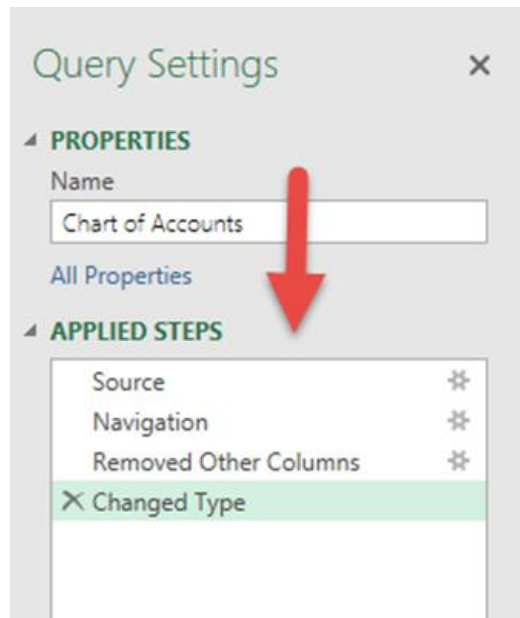 Query Settings
PROPERTIES
Name
Chart of Accounts
All Properties
APPLIED STEPS
Source
Navigation
Removed Other Columns
Changed Type